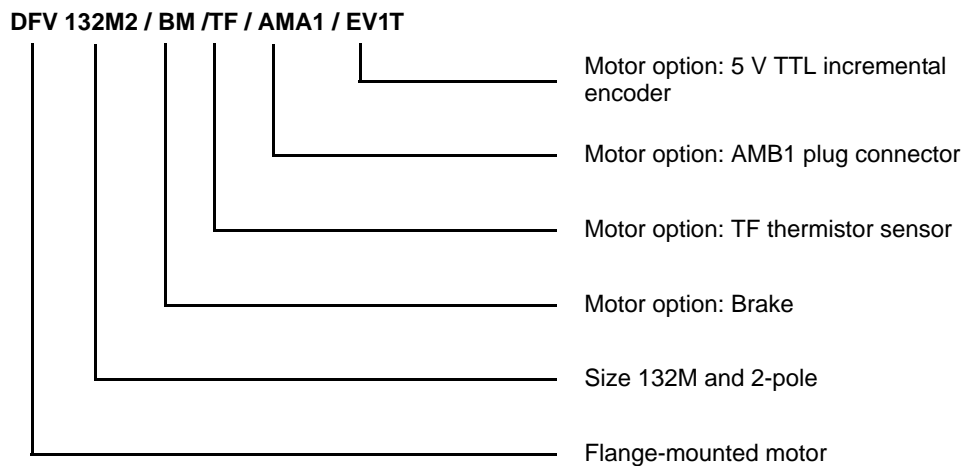 DFV 132M2 / BM /TF / AMA1 / EV1T
Motor option: 5 V TTL incremental
encoder
Motor option: AMB1 plug connector
Motor option: TF thermistor sensor
Motor option: Brake
Size 132M and 2-pole
Flange-mounted motor